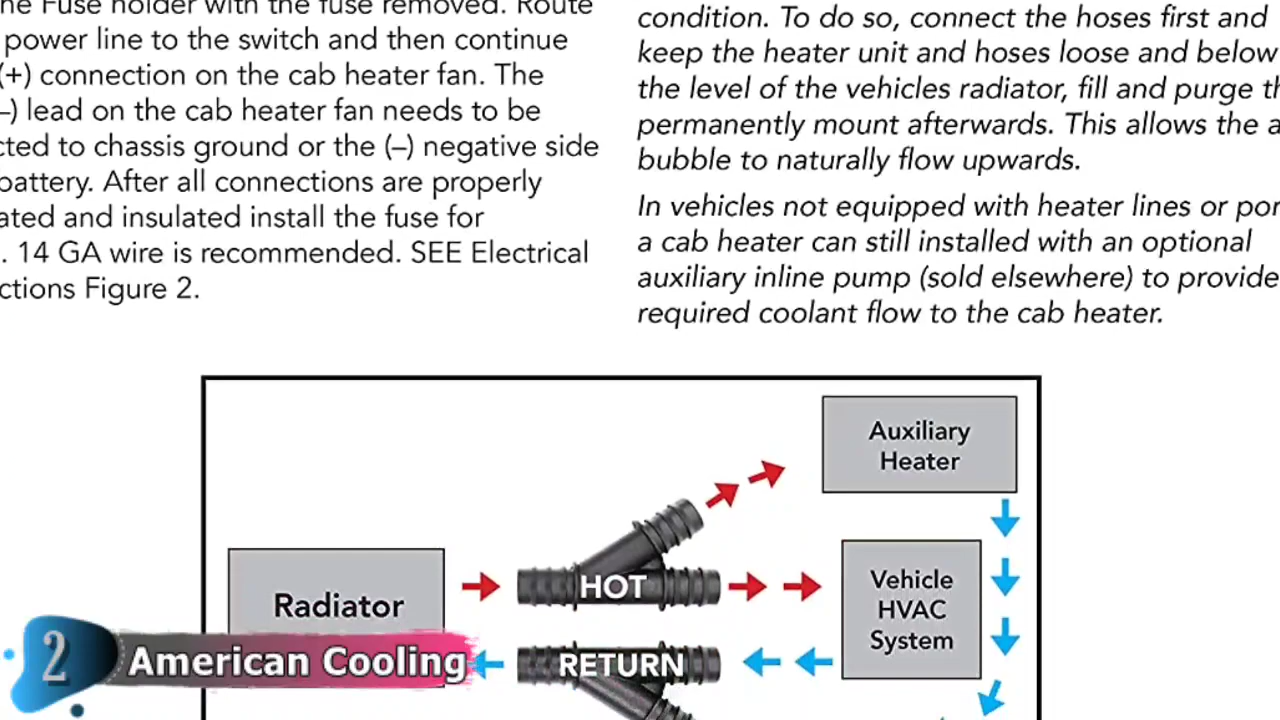 he Fuse holder with the fuse removed. Route
power line to the switch and then continue
(+) connection on the cab heater fan. The
–) lead on the cab heater fan needs to be
cted to chassis ground or the (–) negative side
battery. After all connections are properly
ated and insulated install the fuse for
. 14 GA wire is recommended. SEE Electrical
ctions Figure 2.
condition. To do so, connect the hoses first and
keep the heater unit and hoses loose and below
the level of the vehicles radiator, fill and purge th
permanently mount afterwards. This allows the a
bubble to naturally flow upwards.
In vehicles not equipped with heater lines or por
a cab heater can still installed with an optional
auxiliary inline pump (sold elsewhere) to provide
required coolant flow to the cab heater.
Auxiliary
Heater
Radiator
HOT
Vehicle
HVAC
System
RETURN
2
American Cooling